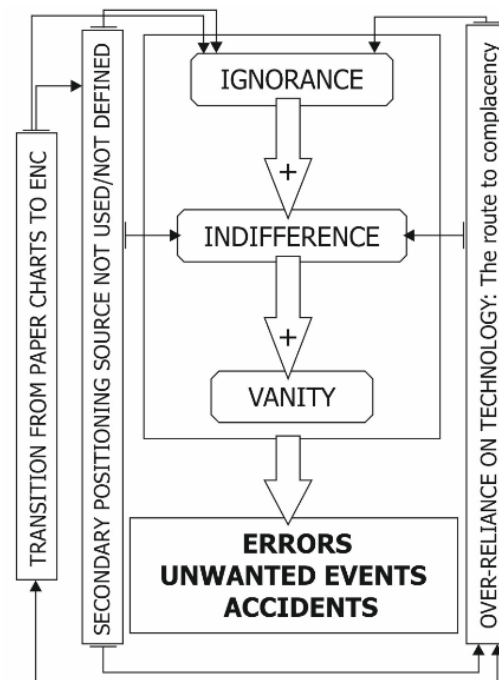 TRANSITION FROM PAPER CHARTS TO ENC
SECONDARY POSITIONING SOURCE NOT USED/NOT DEFINED
IGNORANCE
+
INDIFFERENCE
+
VANITY
ERRORS
UNWANTED EVENTS
ACCIDENTS
OVER-RELIANCE ON TECHNOLOGY: The route to complacency